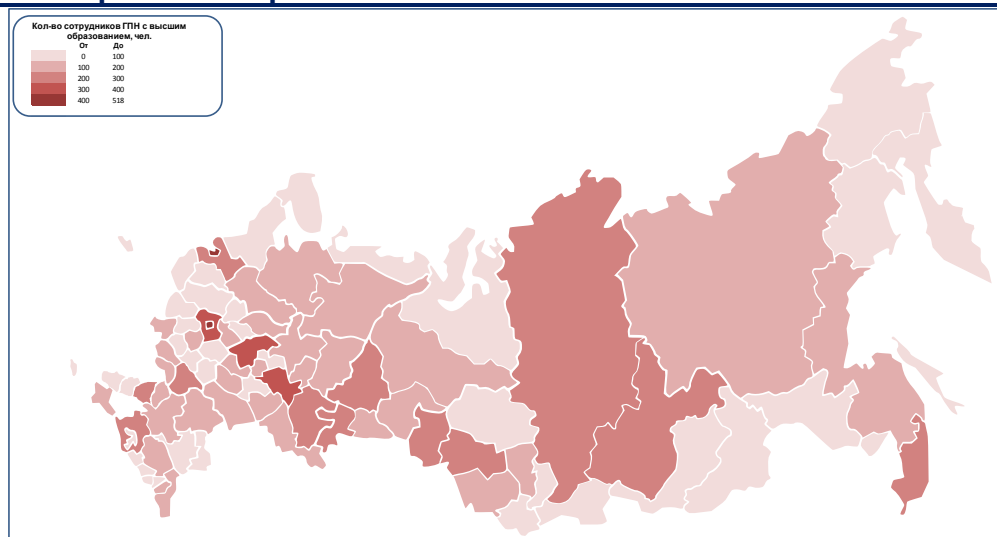 Кол-во сотрудников ГПН с высшим
образованием, чел.
От До
0 100
100 200
200 300
300 400
400 518